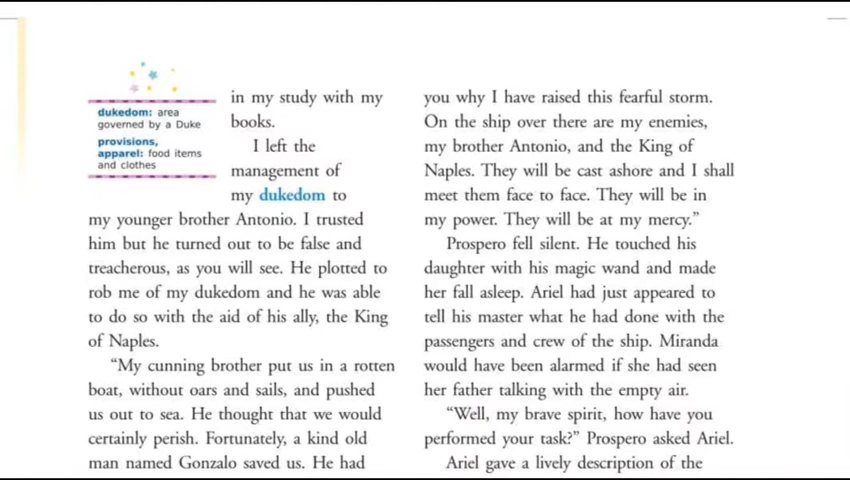 dukedom: area
governed by a Duke
provisions,
apparel: food items
and clothes
in my study with my
books.
I left the
management of
my dukedom to
my younger brother Antonio. I trusted
him but he turned out to be false and
treacherous, as you will see. He plotted to
rob me of my dukedom and he was able
to do so with the aid of his ally, the King
of Naples.
“My cunning brother put us in a rotten
boat, without oars and sails, and pushed
us out to sea. He thought that we would
certainly perish. Fortunately, a kind old
man named Gonzalo saved us. He had
you why I have raised this fearful storm.
On the ship over there are my enemies,
my brother Antonio, and the King of
Naples. They will be cast ashore and I shall
meet them face to face. They will be in
my power. They will be at my mercy.”
Prospero fell silent. He touched his
daughter with his magic wand and made
her fall asleep. Ariel had just appeared to
tell his master what he had done with the
passengers and crew of the ship. Miranda
would have been alarmed if she had seen
her father talking with the empty air.
“Well, my brave spirit, how have you
performed your task?” Prospero asked Ariel.
Ariel gave a lively description of the